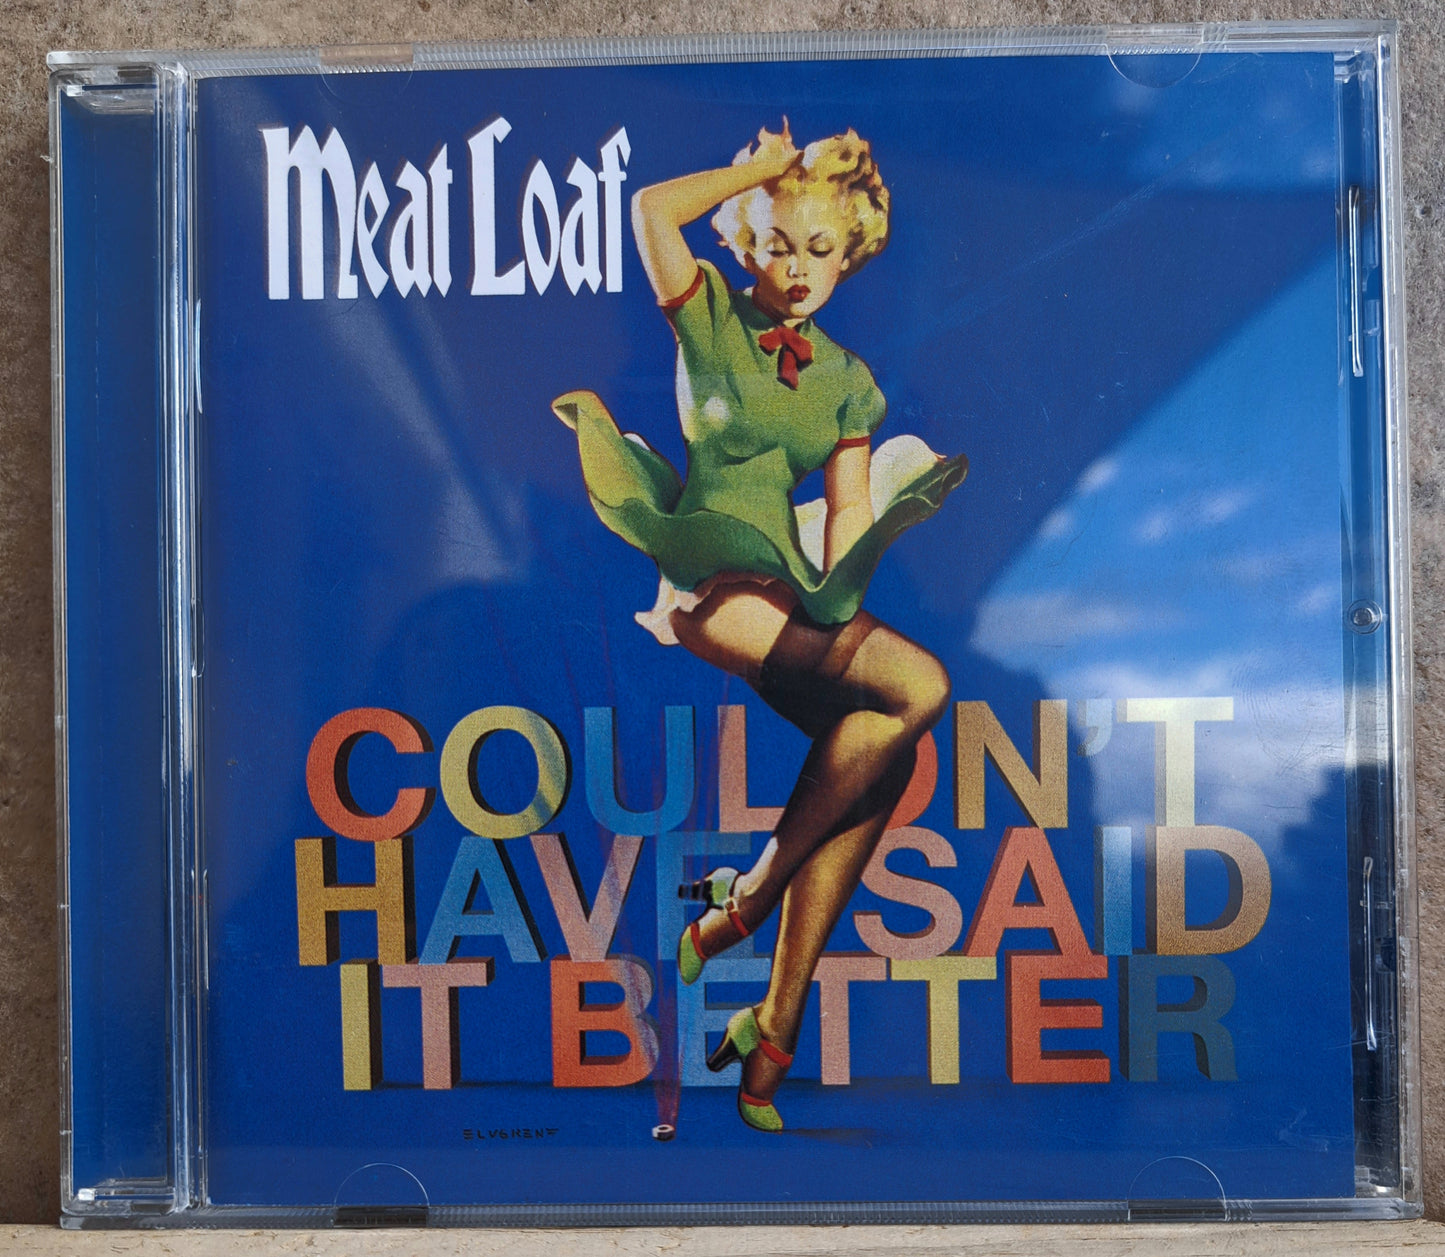 Meat Loaf
COULDN'T
HAVE SAID
IT BETTER
ELVGREN